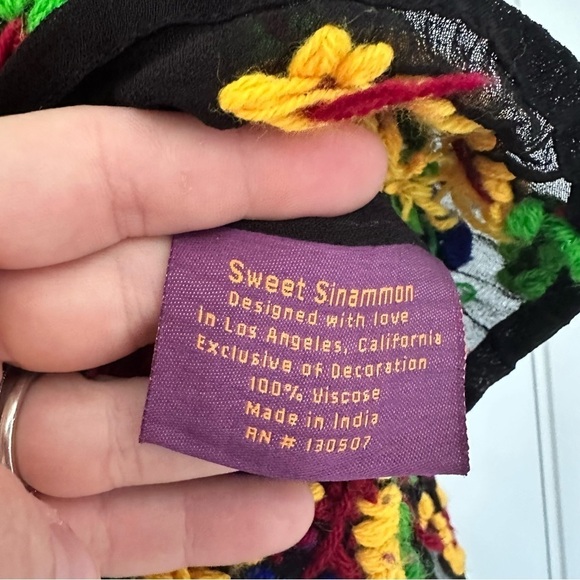 Sweet Sinammon
Designed with love
In Los Angeles, California
Exclusive of Decoration
100% Viscose
Made in India
RN # 130507